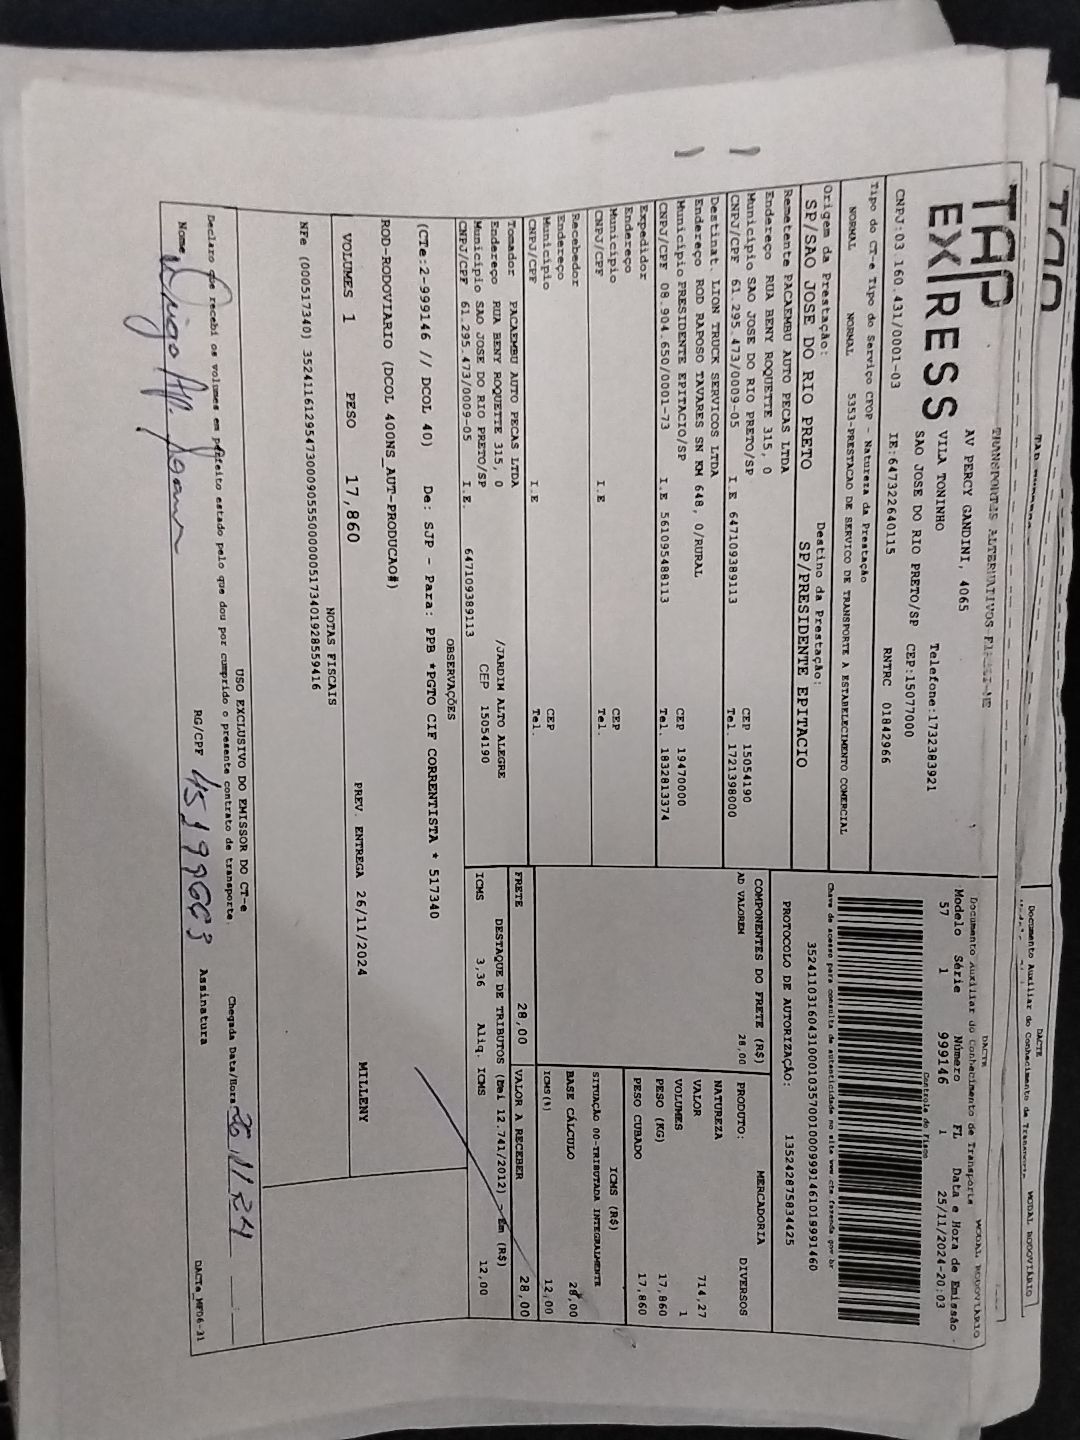 TAP
EXPRESS
TRANSPORTES ALTERNATIVOS
AV PERCY GANDINI, 4065
VILA TONINHO
SAO JOSE DO RIO PRETO/SP
Telefone:1732383921
CEP:15077000
CNPJ:03.160.431/0001-03 IE:647322640115 RNTRC 01842966
Tipo do CT-e Tipo do Serviço CFOP - Natureza da Prestação
NORMAL NORMAL 5353-PRESTACAO DE SERVICO DE TRANSPORTE A ESTABELECIMENTO COMERCIAL
Origem da Prestação: Destino da Prestação:
SP/SAO JOSE DO RIO PRETO SP/PRESIDENTE EPITACIO
Remetente PACAEMBU AUTO PECAS LTDA
Endereço RUA BENY ROQUETTE 315, 0
Município SAO JOSE DO RIO PRETO/SP CEP 15054190
CNPJ/CPF 61.295.473/0009-05 I.E 647109389113 Tel. 1721398000
Destinat. LION TRUCK SERVICOS LTDA
Endereço ROD RAPOSO TAVARES SN KM 648, 0/RURAL
Município PRESIDENTE EPITACIO/SP CEP 19470000
CNPJ/CPF 08.904.650/0001-73 I.E 561095488113 Tel. 1832813374
Expedidor
Endereço
Município CEP
CNPJ/CPF I.E Tel.
Recebedor
Endereço
Município CEP
CNPJ/CPF I.E Tel.
Tomador PACAEMBU AUTO PECAS LTDA
Endereço RUA BENY ROQUETTE 315, 0 /JARDIM ALTO ALEGRE
Município SAO JOSE DO RIO PRETO/SP CEP 15054190
CNPJ/CPF 61.295.473/0009-05 I.E. 647109389113
DACTE MODAL RODOVIÁRIO
Documento Auxiliar do Conhecimento de Transporte
Modelo Série Número FL Data e Hora de Emissão
57 1 999146 1 25/11/2024-20:03
Controle do Fisco
Chave de acesso para consulta de autenticidade no site www.cte.fazenda.gov.br
PROTOCOLO DE AUTORIZAÇÃO: 135242875834425
COMPONENTES DO FRETE (R$)
AD VALOREM 28,00
MERCADORIA
PRODUTO: DIVERSOS
NATUREZA
VALOR 714,27
VOLUMES 1
PESO (KG) 17,860
PESO CUBADO 17,860
ICMS (R$)
SITUAÇÃO 00-TRIBUTADA INTEGRALMENTE
BASE CÁLCULO 28,00
ICMS(%) 12,00
FRETE 28,00 VALOR A RECEBER 28,00
DESTAQUE DE TRIBUTOS (Lei 12.741/2012) - Em (R$)
ICMS 3,36 Aliq. ICMS 12,00
OBSERVAÇÕES
(CTe:2-999146 // DCOL 40) De: SJP - Para: PPB *PGTO CIF CORRENTISTA * 517340
ROD-RODOVIARIO (DCOL 400NS_AUT-PRODUCAO#)
VOLUMES 1 PESO 17,860 PREV. ENTREGA 26/11/2024 MILLENY
NOTAS FISCAIS
USO EXCLUSIVO DO EMISSOR DO CT-e
Declaro que recebi os volumes em perfeito estado pelo que dou por cumprido o presente contrato de transporte. Chegada Data/Hora 26.11.24
Nome RG/CPF Assinatura DACTe_MP06-31